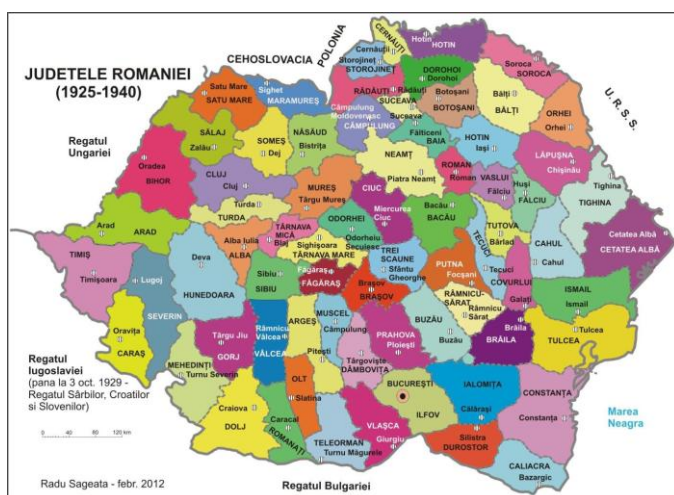 JUDETELE ROMANIEI
(1925-1940)
CEHOSLOVACIA
POLONIA
U. R. S. S.
Regatul
Ungariei
Regatul
Iugoslaviei
(pana la 3 oct. 1929 -
Regatul Sârbilor, Croatilor
si Slovenilor)
Regatul Bulgariei
Marea
Neagra
CERNĂUȚI
Cernăuții
Hotin
HOTIN
Storojineț
STOROJINEȚ
Satu Mare
SATU MARE
Sighet
MARAMUREȘ
RĂDĂUȚI
Rădăuți
DOROHOI
Dorohoi
Soroca
SOROCA
SUCEAVA
Suceava
Botoșani
BOTOȘANI
Bălți
BĂLȚI
ORHEI
Orhei
Câmpulung
Moldovenesc
CÂMPULUNG
SĂLAJ
Zalău
SOMEȘ
Dej
NĂSĂUD
Bistrița
Fălticeni
BAIA
HOTIN
Iași
LĂPUȘNA
Chișinău
Oradea
BIHOR
CLUJ
Cluj
NEAMȚ
Piatra Neamț
ROMAN
Roman
VASLUI
Fălciu
Huși
FĂLCIU
Tighina
TIGHINA
Turda
TURDA
MUREȘ
Târgu Mureș
CIUC
Miercurea
Ciuc
Bacău
BACĂU
TUTOVA
Bârlad
Cetatea Albă
CETATEA ALBĂ
Arad
ARAD
Alba Iulia
ALBA
TÂRNAVA
MICĂ
Blaj
ODORHEI
Odorheiu
Secuiesc
Sighișoara
TÂRNAVA MARE
TECUCI
Tecuci
CAHUL
Cahul
TIMIȘ
Timișoara
Lugoj
SEVERIN
Deva
HUNEDOARA
Sibiu
SIBIU
Făgăraș
FĂGĂRAȘ
TREI
SCAUNE
Sfântu
Gheorghe
Brașov
BRAȘOV
PUTNA
Focșani
COVURLUI
Galați
ISMAIL
Ismail
Oravița
CARAȘ
Târgu Jiu
GORJ
Râmnicu
Vâlcea
VÂLCEA
ARGEȘ
Pitești
MUSCEL
Câmpulung
RÂMNICU-
SĂRAT
Râmnicu
Sărat
BUZĂU
Buzău
Brăila
BRĂILA
Tulcea
TULCEA
MEHEDINȚI
Turnu Severin
PRAHOVA
Ploiești
Târgoviște
DÂMBOVIȚA
OLT
Slatina
BUCUREȘTI
ILFOV
IALOMIȚA
Călărași
CONSTANȚA
Constanța
Craiova
DOLJ
Caracal
ROMANAȚI
TELEORMAN
Turnu Măgurele
VLAȘCA
Giurgiu
Silistra
DUROSTOR
CALIACRA
Bazargic
0 40 80 120 km
Radu Sageata - febr. 2012